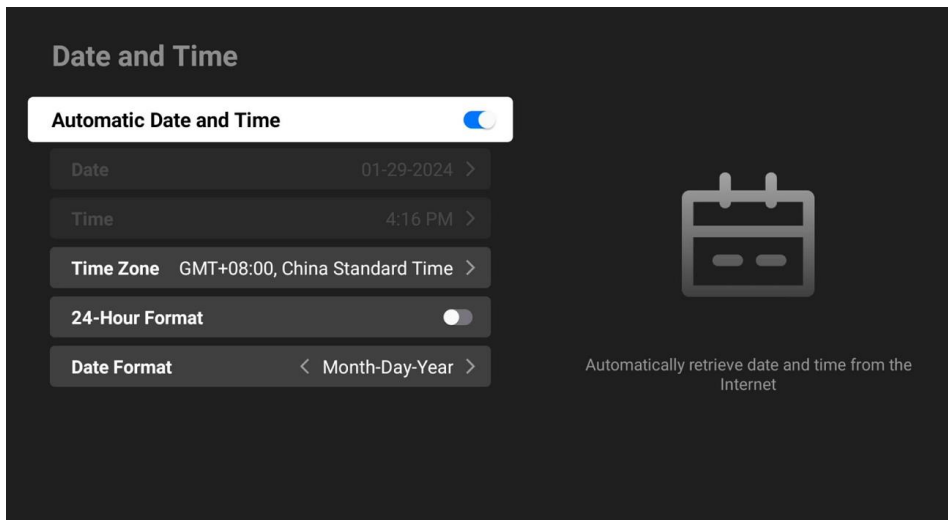 Date and Time
Automatic Date and Time
Date 01-29-2024 >
Time 4:16 PM >
Time Zone GMT+08:00, China Standard Time >
24-Hour Format
Date Format < Month-Day-Year >
Automatically retrieve date and time from the
Internet